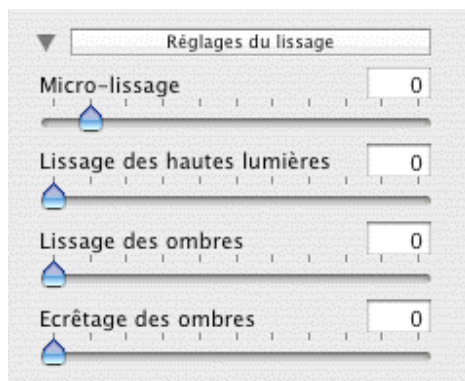 Réglages du lissage
Micro-lissage 0
Lissage des hautes lumières 0
Lissage des ombres 0
Ecrêtage des ombres 0